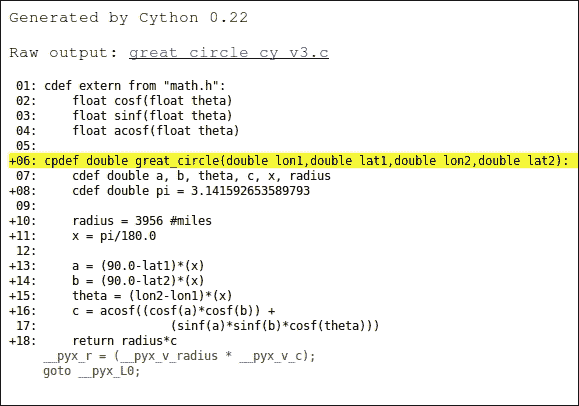 Generated by Cython 0.22
Raw output: great_circle_cy_v3.c
 01: cdef extern from "math.h":
 02:     float cosf(float theta)
 03:     float sinf(float theta)
 04:     float acosf(float theta)
 05:
+06: cpdef double great_circle(double lon1,double lat1,double lon2,double lat2):
 07:     cdef double a, b, theta, c, x, radius
+08:     cdef double pi = 3.141592653589793
 09:
+10:     radius = 3956 #miles
+11:     x = pi/180.0
 12:
+13:     a = (90.0-lat1)*(x)
+14:     b = (90.0-lat2)*(x)
+15:     theta = (lon2-lon1)*(x)
+16:     c = acosf((cosf(a)*cosf(b)) +
 17:                   (sinf(a)*sinf(b)*cosf(theta)))
+18:     return radius*c
     __pyx_r = (__pyx_v_radius * __pyx_v_c);
     goto __pyx_L0;